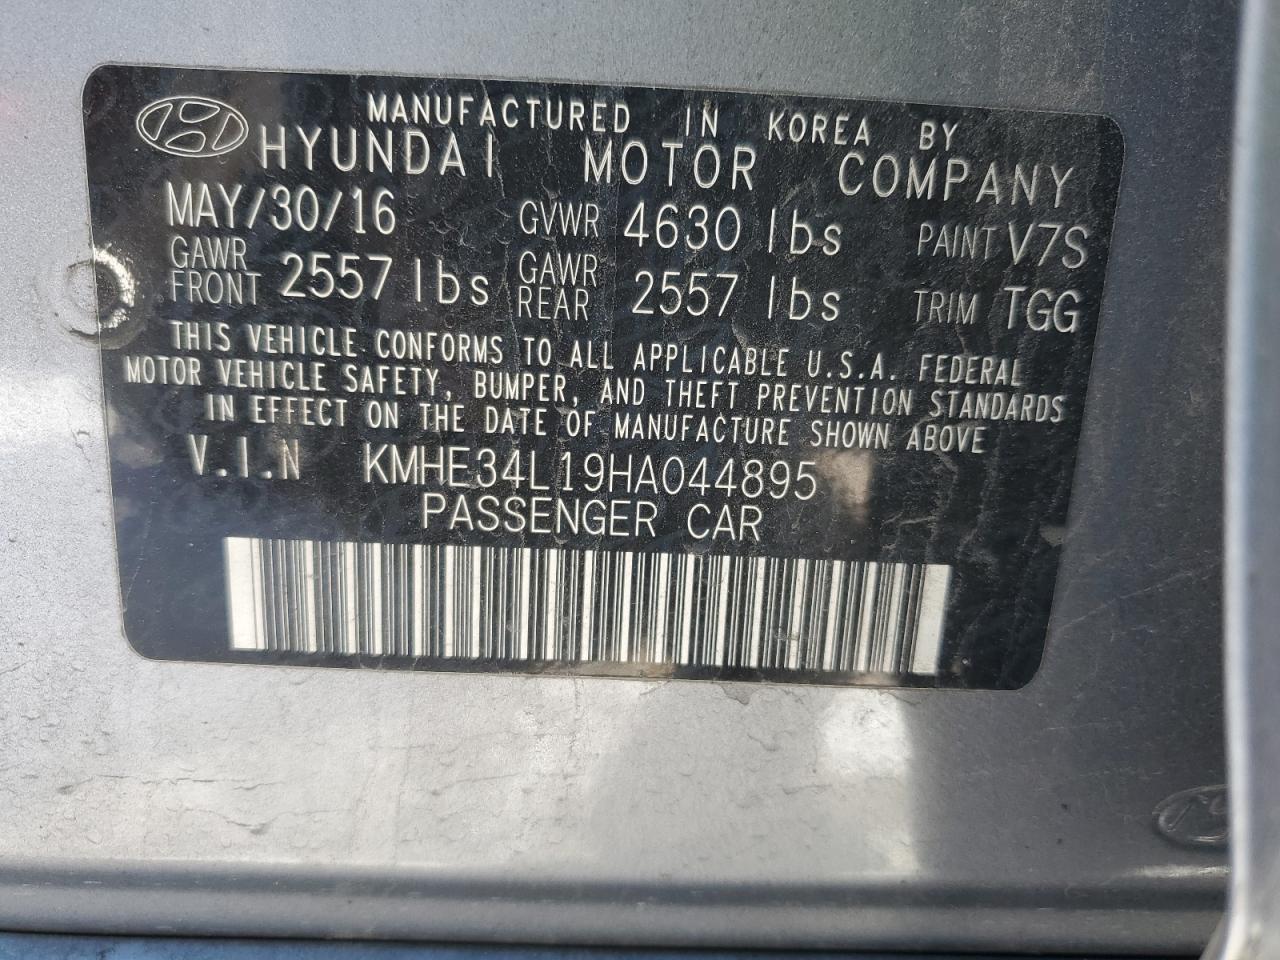 MANUFACTURED IN KOREA BY
HYUNDAI MOTOR COMPANY
MAY/30/16 GVWR 4630 lbs PAINT V7S
GAWR FRONT 2557 lbs GAWR REAR 2557 lbs TRIM TGG
THIS VEHICLE CONFORMS TO ALL APPLICABLE U.S.A. FEDERAL
MOTOR VEHICLE SAFETY, BUMPER, AND THEFT PREVENTION STANDARDS
IN EFFECT ON THE DATE OF MANUFACTURE SHOWN ABOVE
V.I.N KMHE34L19HA044895
PASSENGER CAR